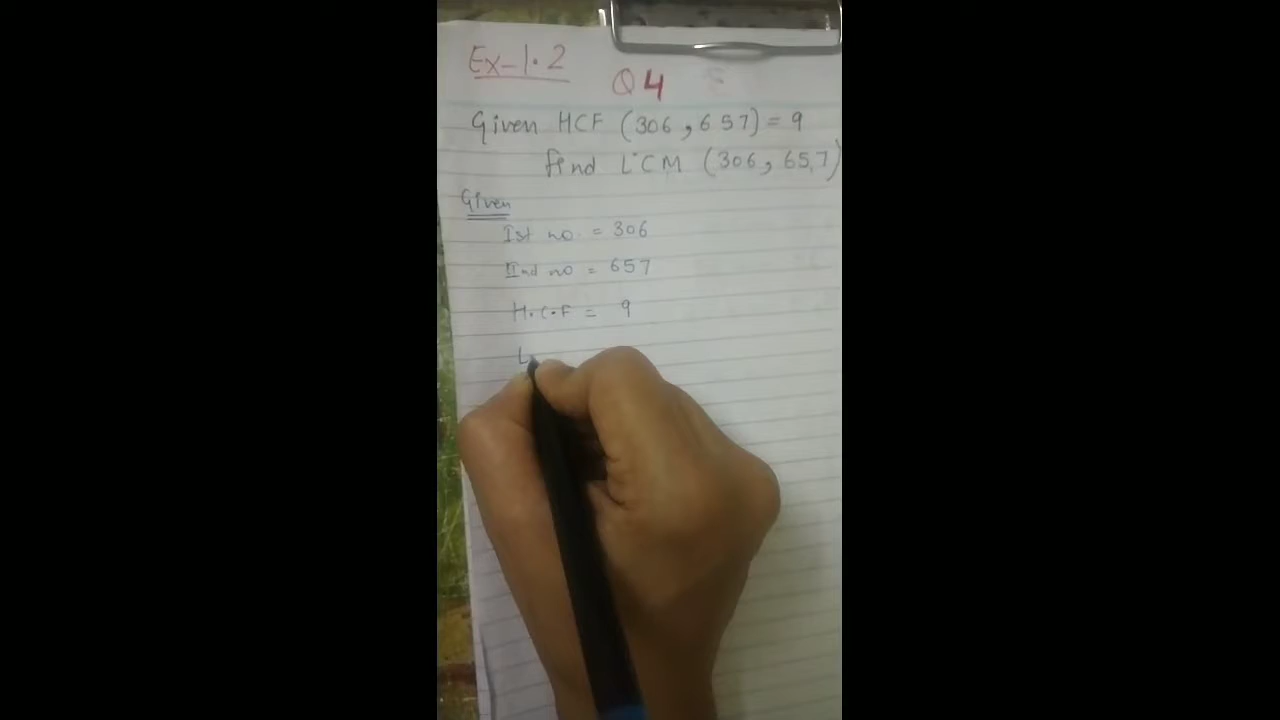 Ex-1.2
Q4
Given HCF (306, 657) = 9
find LCM (306, 657)
Given
Ist no. = 306
IInd no = 657
H.C.F = 9
L